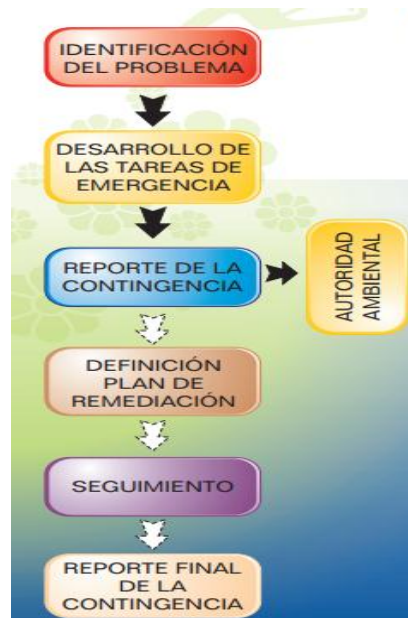 IDENTIFICACIÓN
DEL PROBLEMA
DESARROLLO DE
LAS TAREAS DE
EMERGENCIA
REPORTE DE LA
CONTINGENCIA
AUTORIDAD
AMBIENTAL
DEFINICIÓN
PLAN DE
REMEDIACIÓN
SEGUIMIENTO
REPORTE FINAL
DE LA
CONTINGENCIA